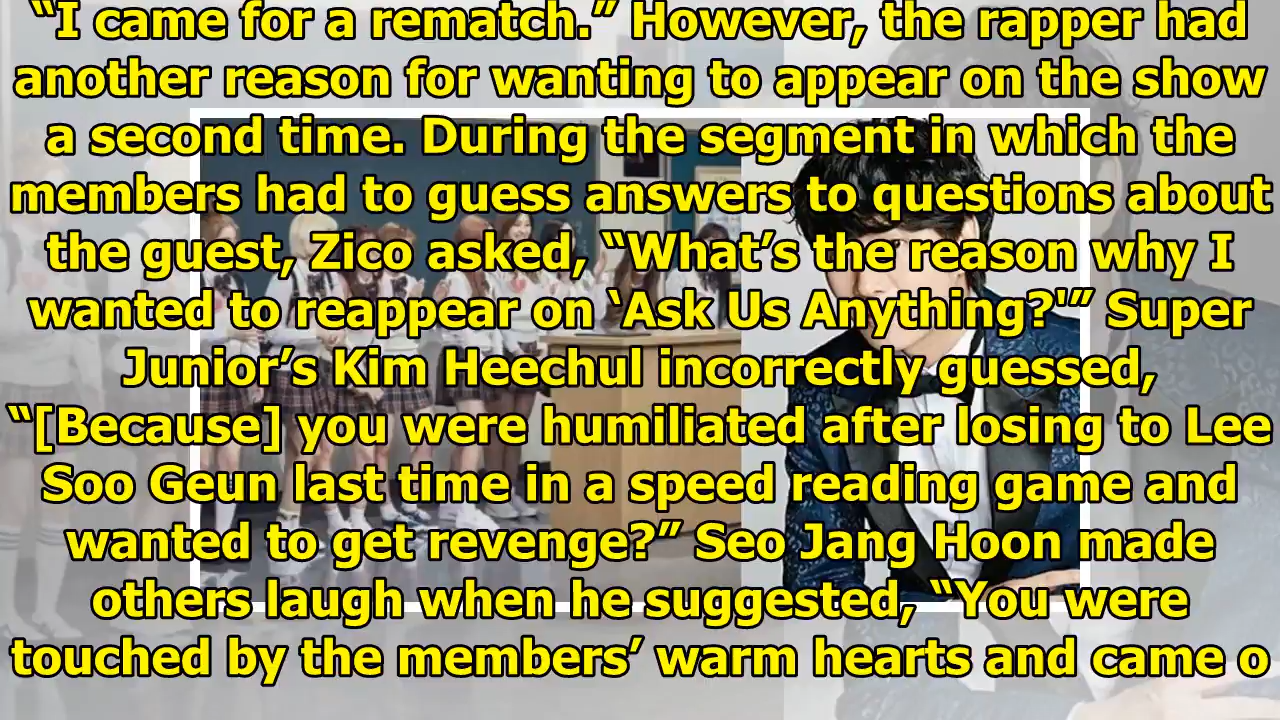 “I came for a rematch.” However, the rapper had
another reason for wanting to appear on the show
a second time. During the segment in which the
members had to guess answers to questions about
the guest, Zico asked, “What’s the reason why I
wanted to reappear on ‘Ask Us Anything?'” Super
Junior’s Kim Heechul incorrectly guessed,
“[Because] you were humiliated after losing to Lee
Soo Geun last time in a speed reading game and
wanted to get revenge?” Seo Jang Hoon made
others laugh when he suggested, “You were
touched by the members’ warm hearts and came o